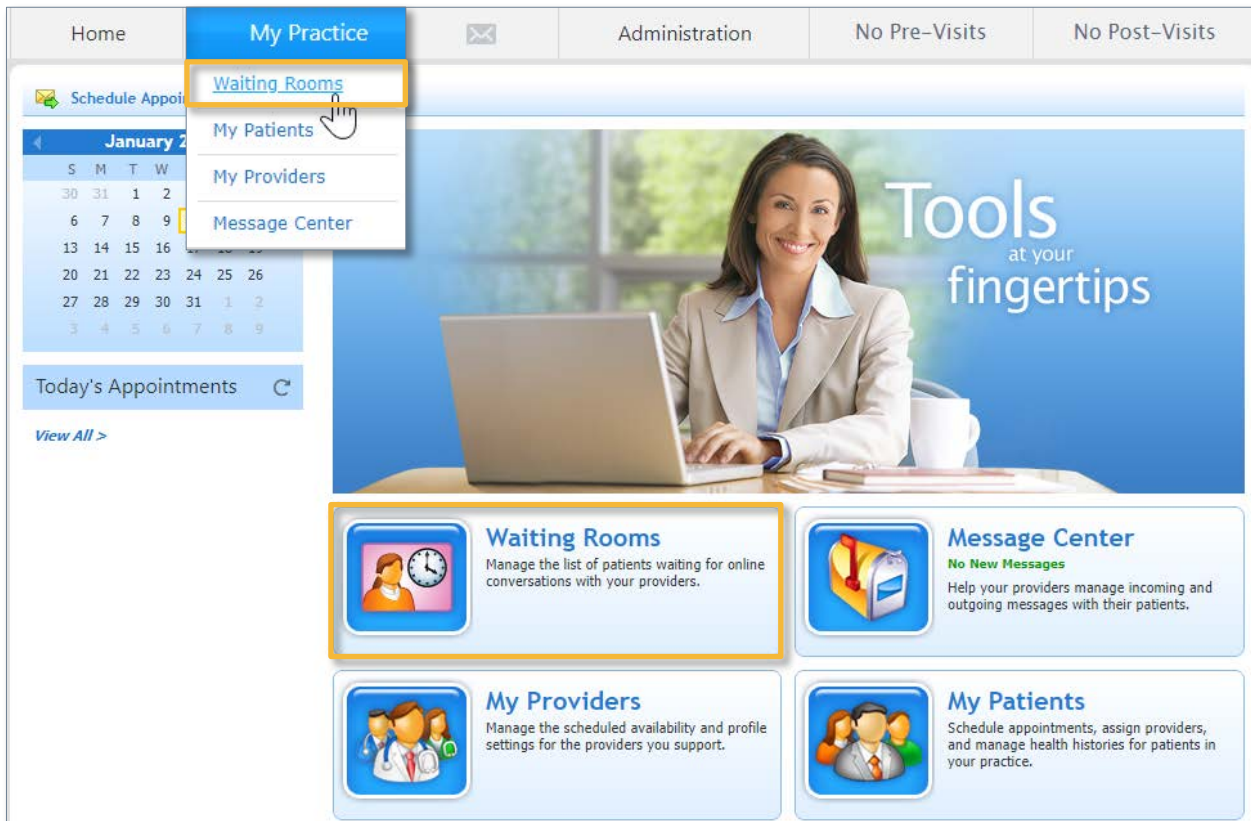 Home My Practice Administration No Pre-Visits No Post-Visits
Waiting Rooms
My Patients
My Providers
Message Center
Schedule
January
S M T W
30 31 1 2
6 7 8 9
13 14 15 16
20 21 22 23 24 25 26
27 28 29 30 31 1 2
3 4 5 6 7 8 9
Today's Appointments
View All >
Tools
at your
fingertips
Waiting Rooms
Manage the list of patients waiting for online
conversations with your providers.
Message Center
No New Messages
Help your providers manage incoming and
outgoing messages with their patients.
My Providers
Manage the scheduled availability and profile
settings for the providers you support.
My Patients
Schedule appointments, assign providers,
and manage health histories for patients in
your practice.